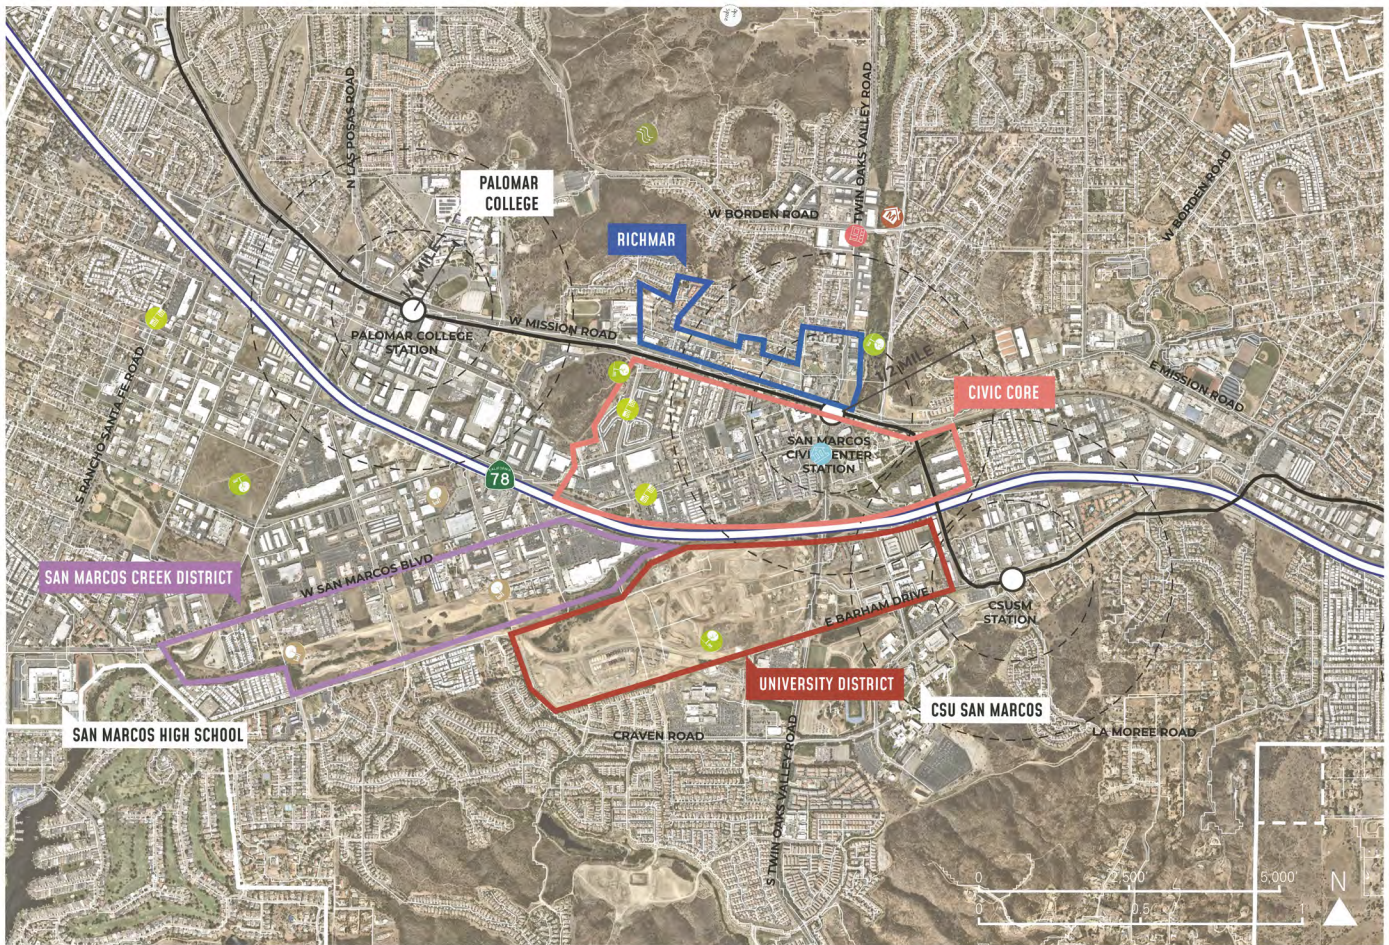 N LAS POSAS ROAD
TWIN OAKS VALLEY ROAD
PALOMAR
COLLEGE
W BORDEN ROAD
W BORDEN ROAD
RICHMAR
1/2 MILE
W MISSION ROAD
PALOMAR COLLEGE
STATION
1/2 MILE
E MISSION ROAD
S RANCHO SANTE FE ROAD
CIVIC CORE
SAN MARCOS
CIVIC CENTER
STATION
CALIFORNIA
78
SAN MARCOS CREEK DISTRICT
W SAN MARCOS BLVD
E BARHAM DRIVE
CSUSM
STATION
UNIVERSITY DISTRICT
CSU SAN MARCOS
SAN MARCOS HIGH SCHOOL
CRAVEN ROAD
LA MOREE ROAD
S TWIN OAKS VALLEY ROAD
0 2,500' 5,000'
0 0.5 1
N